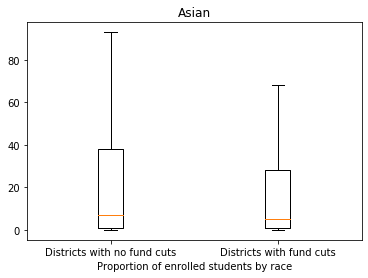 Asian
80
60
40
20
0
Districts with no fund cuts
Districts with fund cuts
Proportion of enrolled students by race